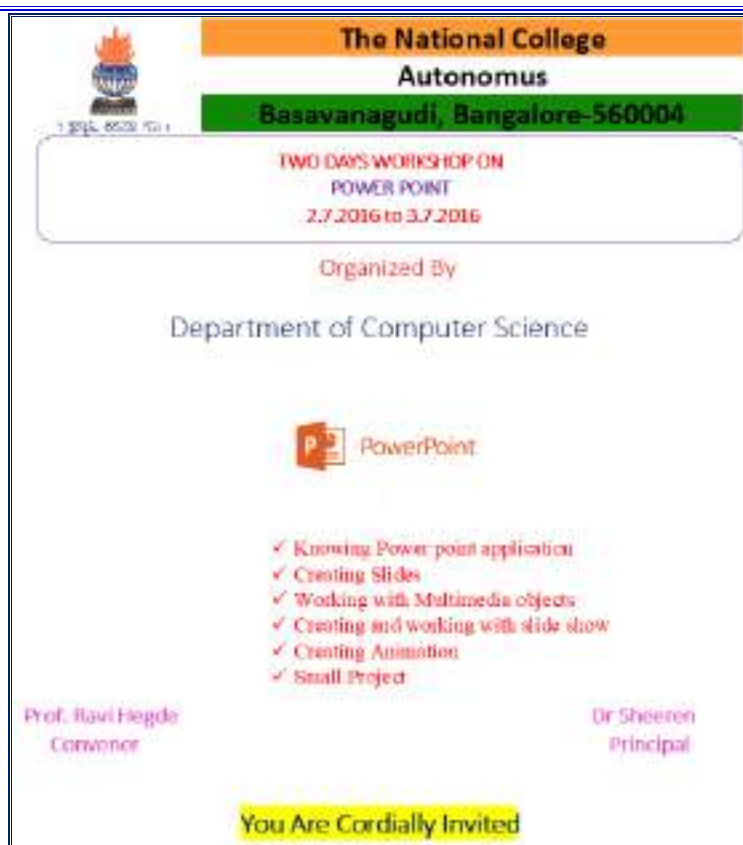 The National College
Autonomus
Basavanagudi, Bangalore-560004
TWO DAYS WORKSHOP ON
POWER POINT
2.7.2016 to 3.7.2016
Organized By
Department of Computer Science
PowerPoint
✓ Knowing Power point application
✓ Creating Slides
✓ Working with Multimedia objects
✓ Creating and working with slide show
✓ Creating Animation
✓ Small Project
Prof. Ravi Hegde
Convenor
Dr Sheeren
Principal
You Are Cordially Invited